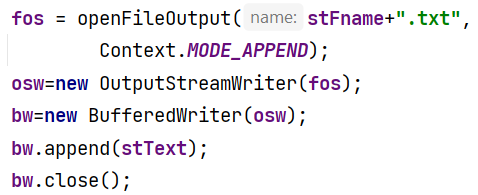 fos = openFileOutput( name: stFname+".txt",
Context.MODE_APPEND);
osw=new OutputStreamWriter(fos);
bw=new BufferedWriter(osw);
bw.append(stText);
bw.close();